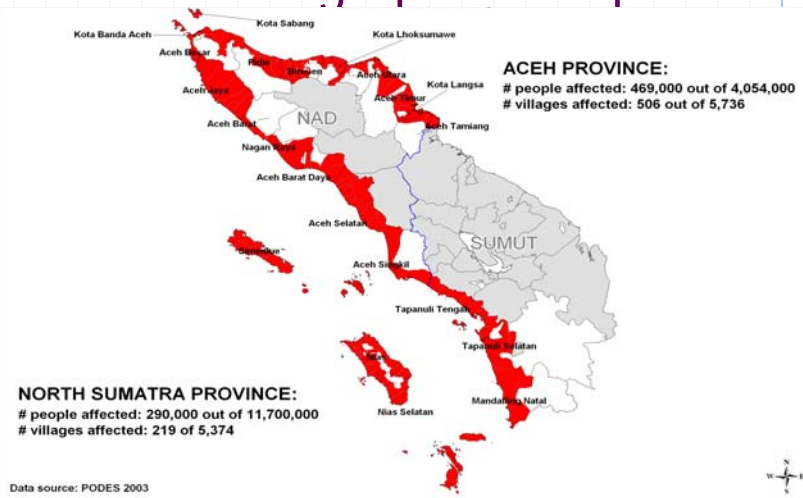 Kota Sabang
Kota Banda Aceh
Kota Lhoksumawe
Aceh Besar
Pidie
Bireuen
Aceh Utara
Kota Langsa
Aceh Jaya
Aceh Timur
ACEH PROVINCE:
# people affected: 469,000 out of 4,054,000
# villages affected: 506 out of 5,736
NAD
Aceh Barat
Aceh Tamiang
Nagan Raya
Aceh Barat Daya
Aceh Selatan
SUMUT
Simeulue
Aceh Singkil
Tapanuli Tengah
Tapanuli Selatan
Nias
Mandailing Natal
Nias Selatan
NORTH SUMATRA PROVINCE:
# people affected: 290,000 out of 11,700,000
# villages affected: 219 of 5,374
Data source: PODES 2003
N
W
E
S